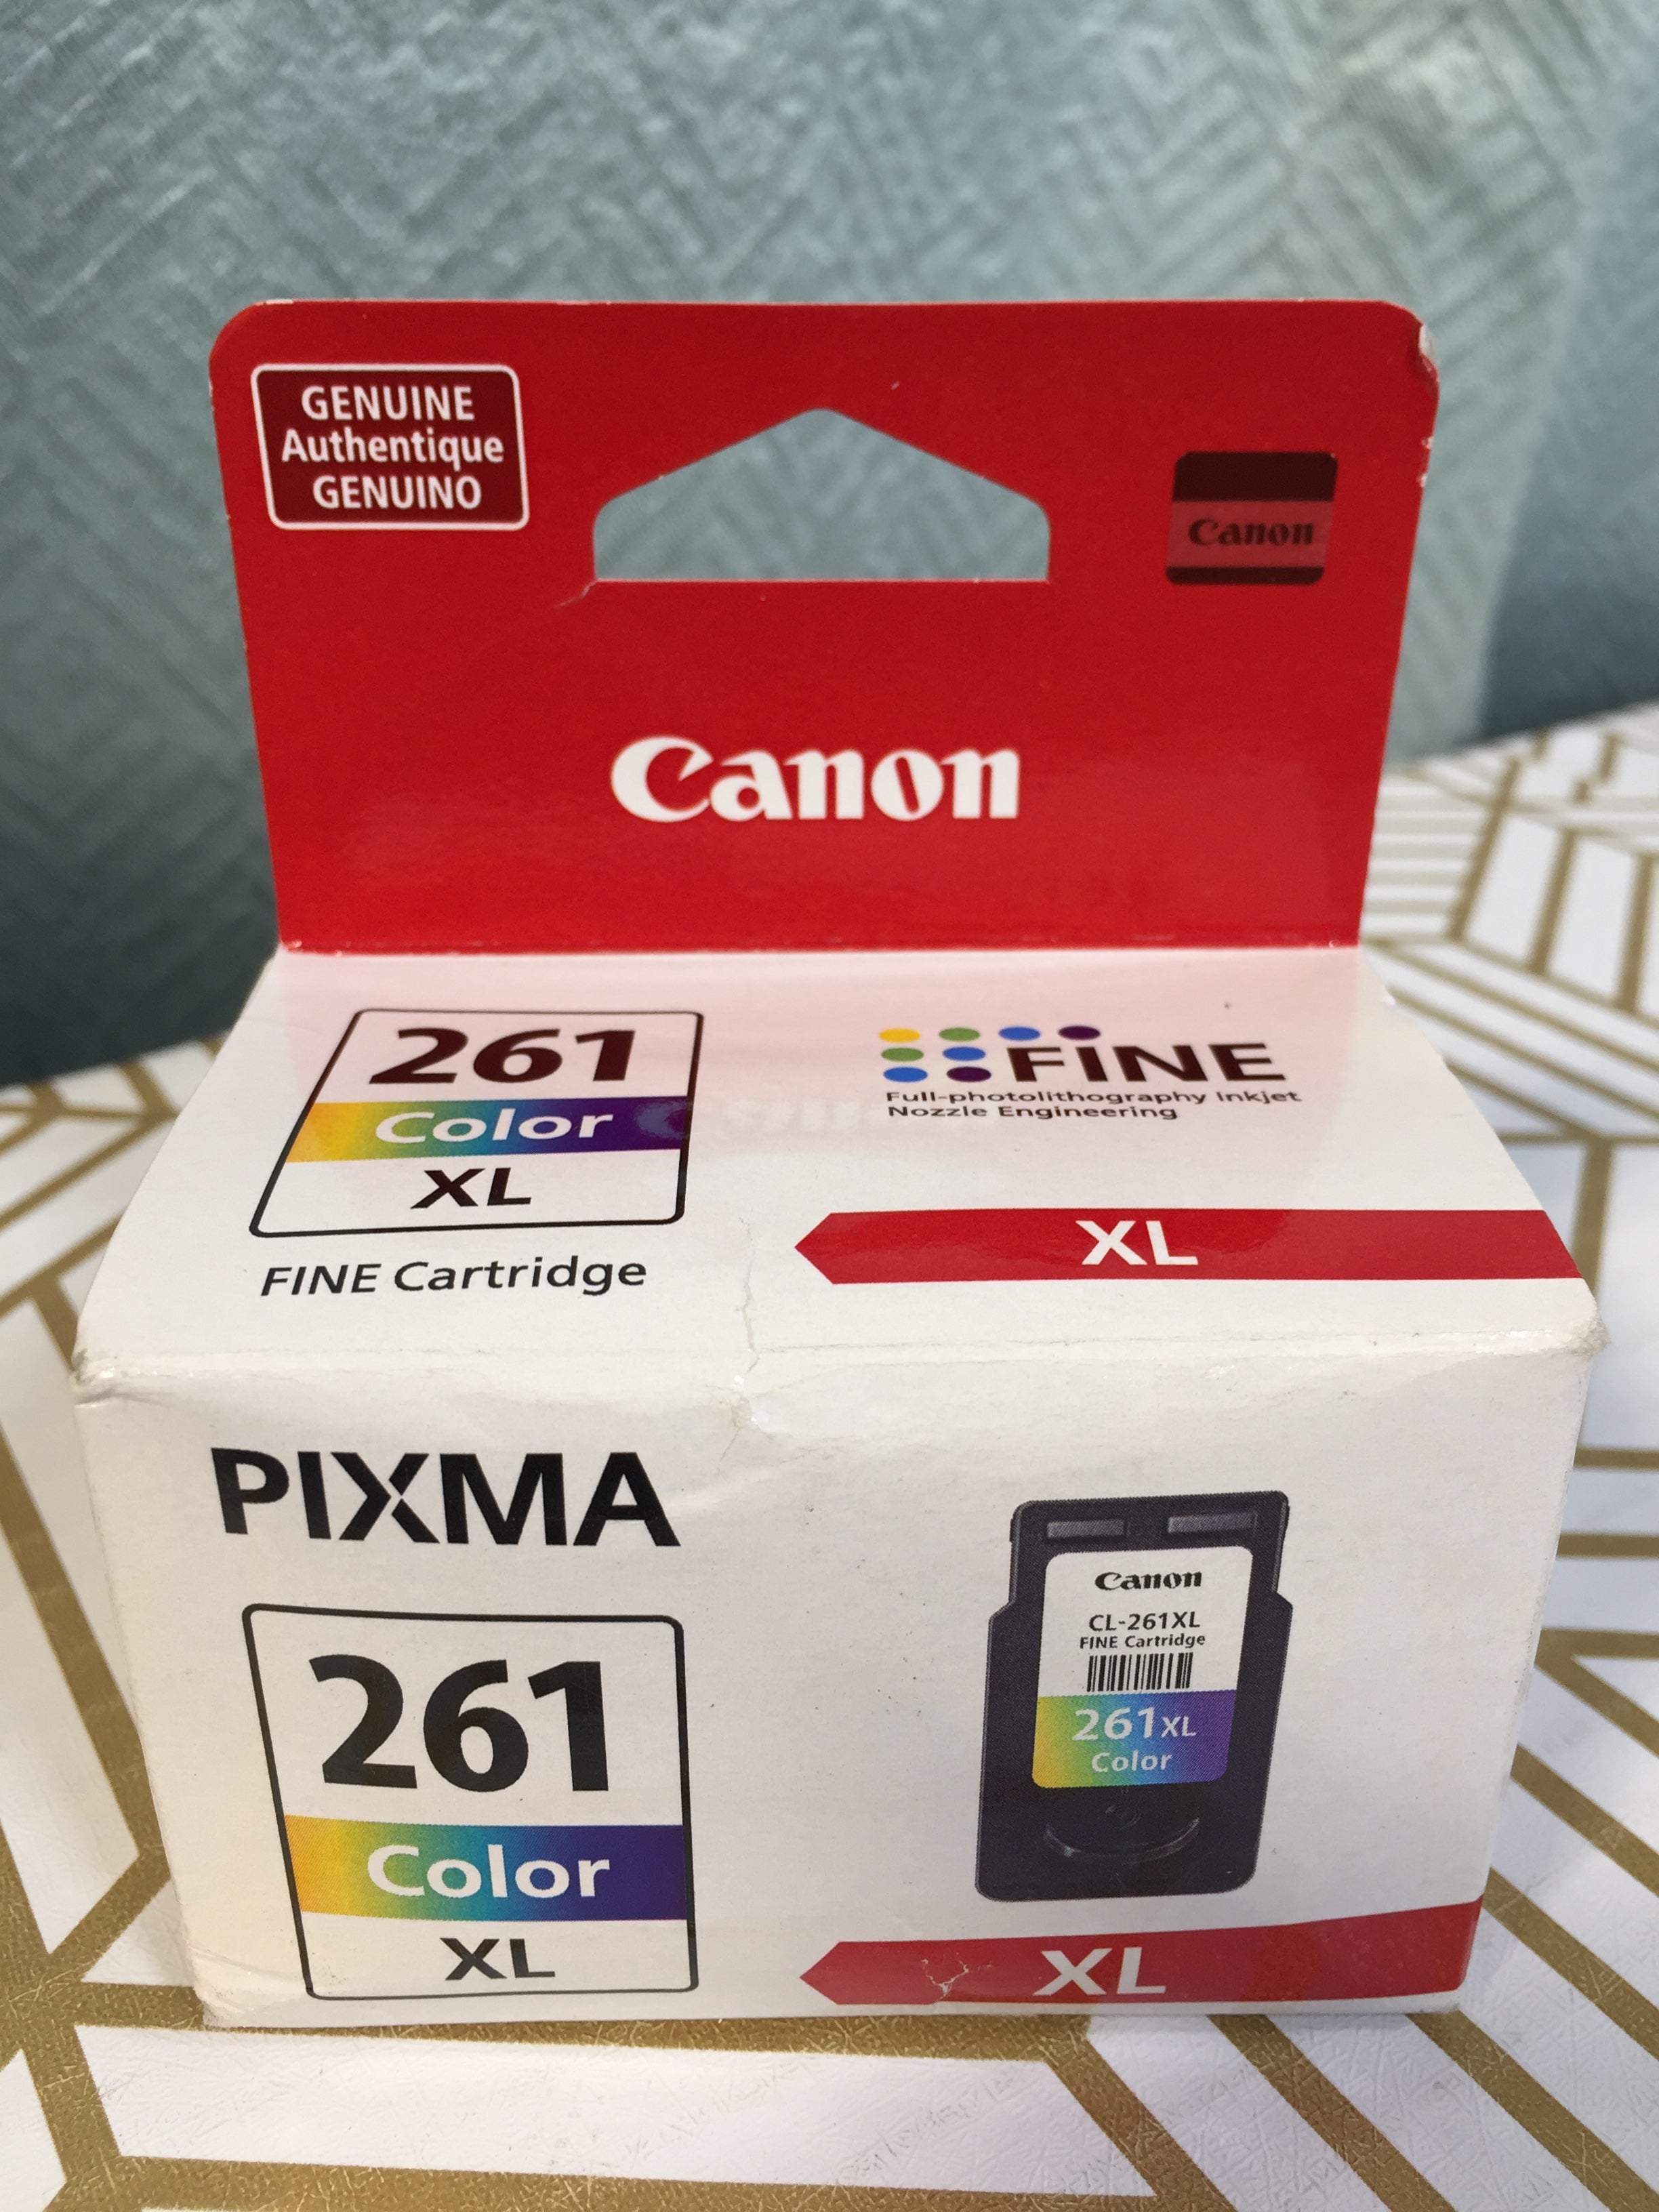 GENUINE
Authentique
GENUINO
Canon
Canon
261
Color
XL
FINE Cartridge
FINE
Full-photolithography Inkjet
Nozzle Engineering
XL
PIXMA
261
Color
XL
Canon
CL-261XL
FINE Cartridge
261XL
Color
XL